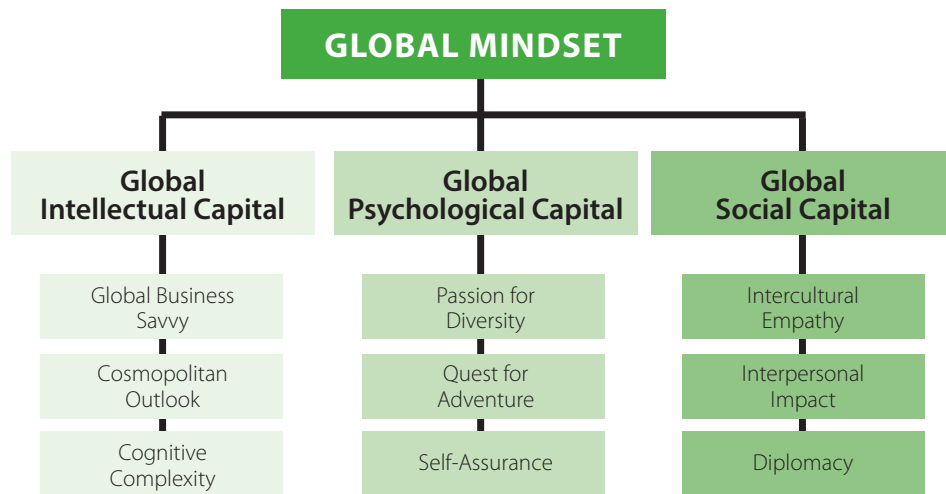 GLOBAL MINDSET
Global
Intellectual Capital
Global Business
Savvy
Cosmopolitan
Outlook
Cognitive
Complexity
Global
Psychological Capital
Passion for
Diversity
Quest for
Adventure
Self-Assurance
Global
Social Capital
Intercultural
Empathy
Interpersonal
Impact
Diplomacy